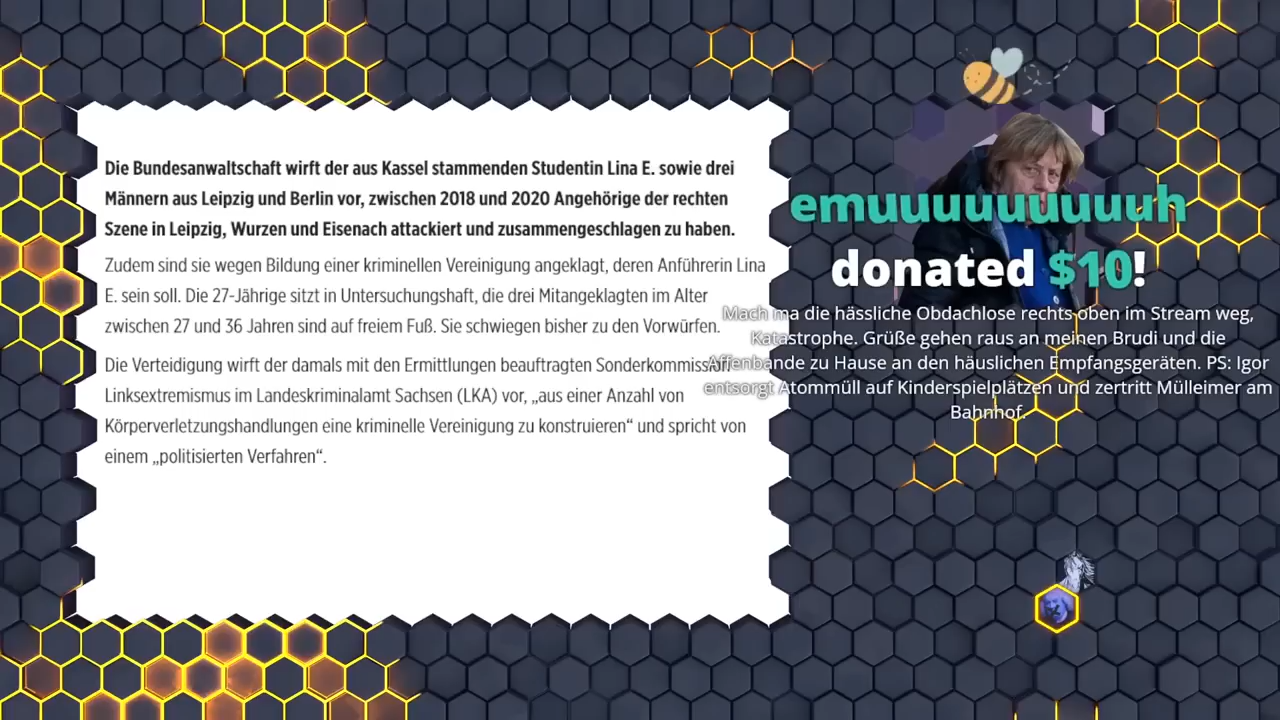 Die Bundesanwaltschaft wirft der aus Kassel stammenden Studentin Lina E. sowie drei
Männern aus Leipzig und Berlin vor, zwischen 2018 und 2020 Angehörige der rechten
Szene in Leipzig, Wurzen und Eisenach attackiert und zusammengeschlagen zu haben.
Zudem sind sie wegen Bildung einer kriminellen Vereinigung angeklagt, deren Anführerin Lina
E. sein soll. Die 27-Jährige sitzt in Untersuchungshaft, die drei Mitangeklagten im Alter
zwischen 27 und 36 Jahren sind auf freiem Fuß. Sie schwiegen bisher zu den Vorwürfen.
Die Verteidigung wirft der damals mit den Ermittlungen beauftragten Sonderkommission
Linksextremismus im Landeskriminalamt Sachsen (LKA) vor, „aus einer Anzahl von
Körperverletzungshandlungen eine kriminelle Vereinigung zu konstruieren“ und spricht von
einem „politisierten Verfahren“.
emuuuuuuuuuuh
donated $10!
Mach ma die hässliche Obdachlose rechts oben im Stream weg,
Katastrophe. Grüße gehen raus an meinen Brudi und die
Affenbande zu Hause an den häuslichen Empfangsgeräten. PS: Igor
entsorgt Atommüll auf Kinderspielplätzen und zertritt Mülleimer am
Bahnhof.